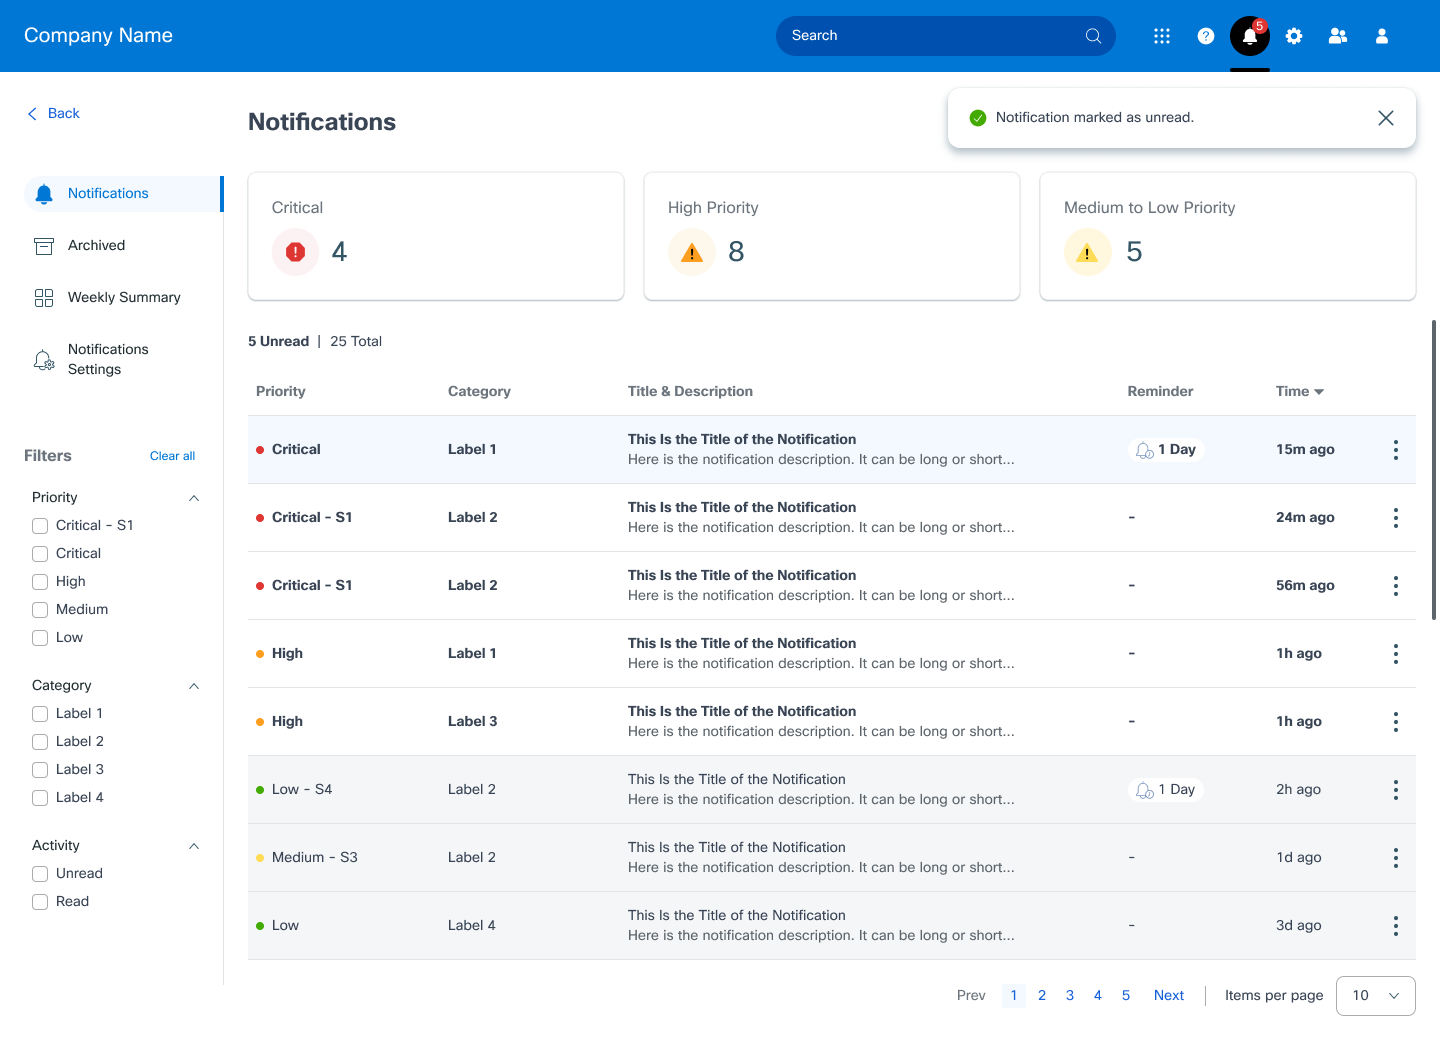 Company Name
Search
5
Back
Notifications
Archived
Weekly Summary
Notifications
Settings
Filters Clear all
Priority
Critical - S1
Critical
High
Medium
Low
Category
Label 1
Label 2
Label 3
Label 4
Activity
Unread
Read
Notifications
Notification marked as unread.
Critical
4
High Priority
8
Medium to Low Priority
5
5 Unread | 25 Total
Priority Category Title & Description Reminder Time
Critical Label 1 This Is the Title of the Notification 1 Day 15m ago
Here is the notification description. It can be long or short...
Critical - S1 Label 2 This Is the Title of the Notification - 24m ago
Here is the notification description. It can be long or short...
Critical - S1 Label 2 This Is the Title of the Notification - 56m ago
Here is the notification description. It can be long or short...
High Label 1 This Is the Title of the Notification - 1h ago
Here is the notification description. It can be long or short...
High Label 3 This Is the Title of the Notification - 1h ago
Here is the notification description. It can be long or short...
Low - S4 Label 2 This Is the Title of the Notification 1 Day 2h ago
Here is the notification description. It can be long or short...
Medium - S3 Label 2 This Is the Title of the Notification - 1d ago
Here is the notification description. It can be long or short...
Low Label 4 This Is the Title of the Notification - 3d ago
Here is the notification description. It can be long or short...
Prev 1 2 3 4 5 Next | Items per page 10